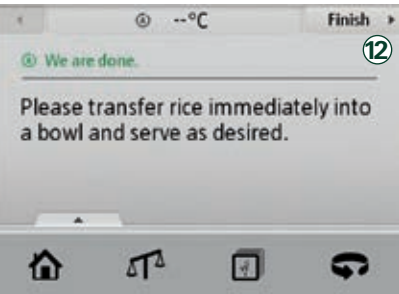 --°C
Finish
12
We are done.
Please transfer rice immediately into
a bowl and serve as desired.